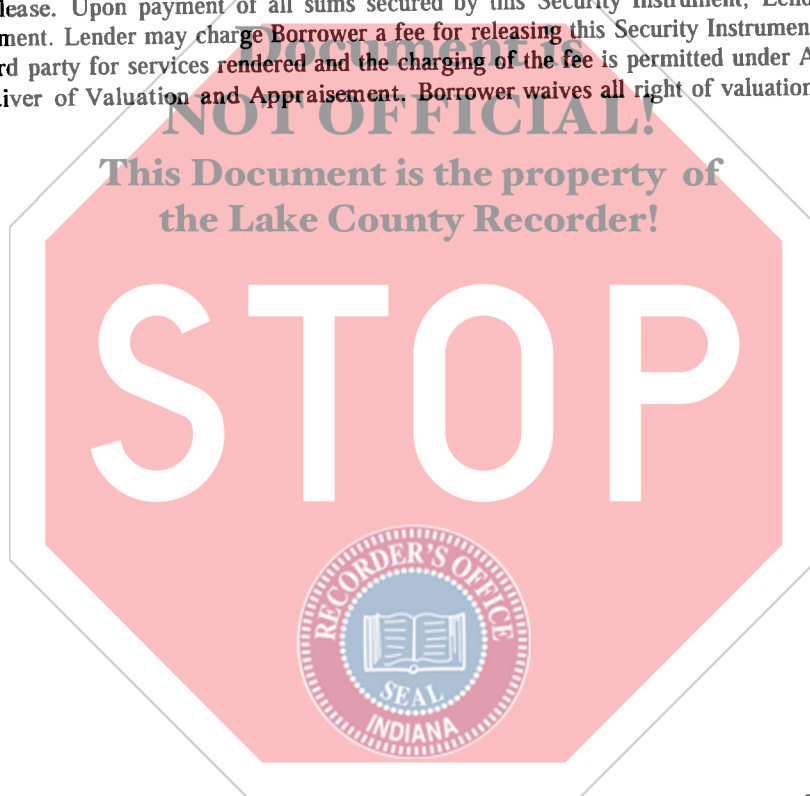 lease. Upon payment of all sums secured by this Security Instrument, Lend
ment. Lender may charge Borrower a fee for releasing this Security Instrumen
rd party for services rendered and the charging of the fee is permitted under A
iver of Valuation and Appraisement. Borrower waives all right of valuation
Document Is
NOT OFFICIAL!
This Document is the property of
the Lake County Recorder!
STOP
RECORDER'S OFFICE
SEAL
INDIANA